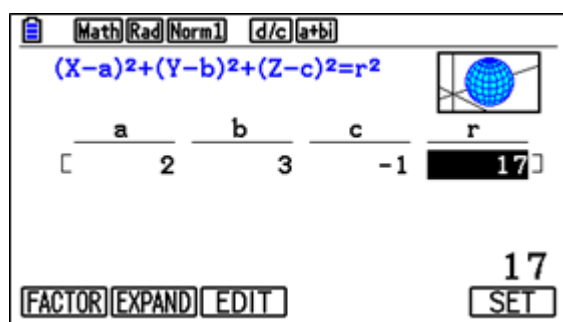 Math Rad Norm1 d/c a+bi
(X-a)²+(Y-b)²+(Z-c)²=r²
a b c r
[ 2 3 -1 17 ]
17
FACTOR EXPAND EDIT SET